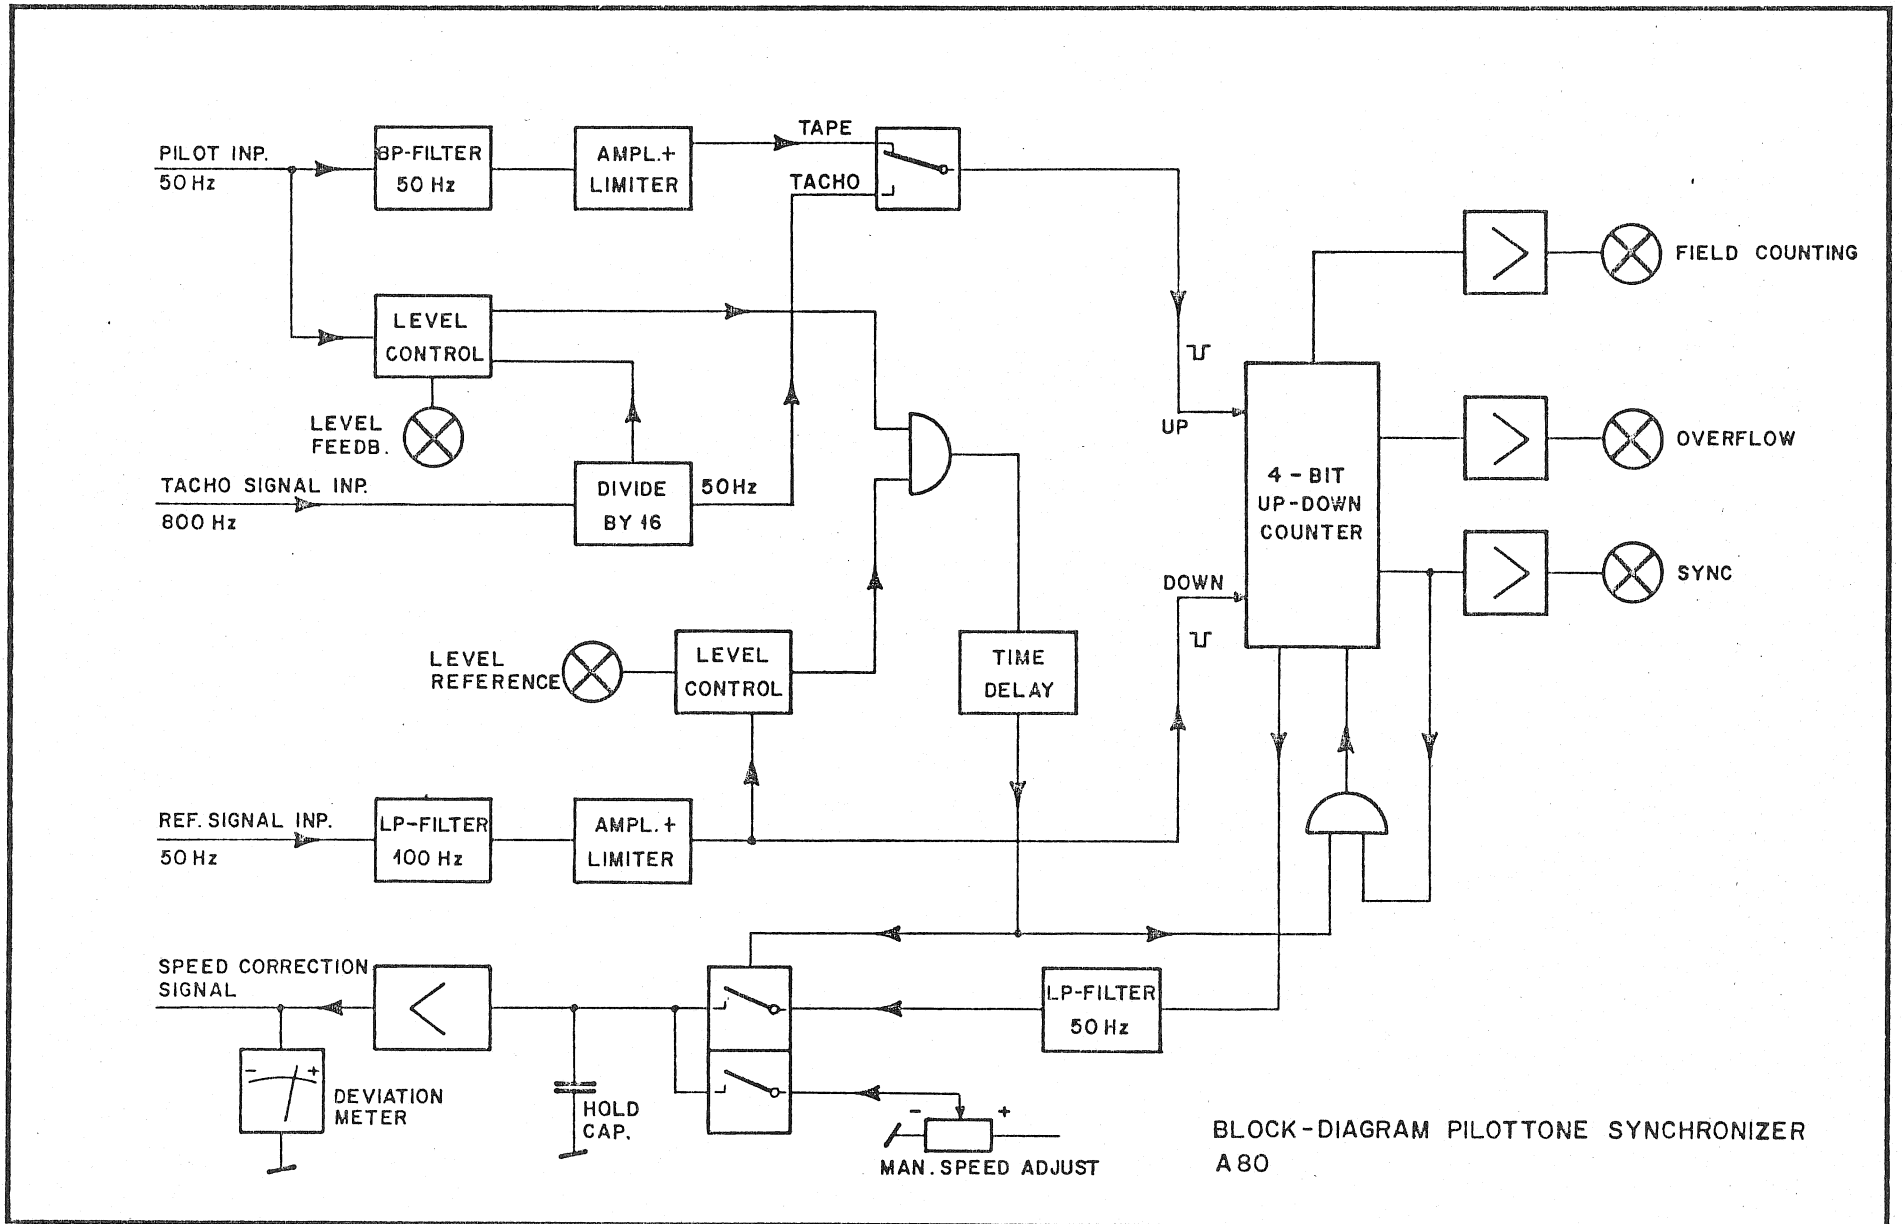 PILOT INP.
50 Hz
BP-FILTER
50 Hz
AMPL.+
LIMITER
TAPE
TACHO
FIELD COUNTING
LEVEL
CONTROL
LEVEL
FEEDB.
UP
OVERFLOW
TACHO SIGNAL INP.
800 Hz
DIVIDE
BY 16
50Hz
4-BIT
UP-DOWN
COUNTER
DOWN
SYNC
LEVEL
REFERENCE
LEVEL
CONTROL
TIME
DELAY
REF. SIGNAL INP.
50 Hz
LP-FILTER
100 Hz
AMPL.+
LIMITER
SPEED CORRECTION
SIGNAL
LP-FILTER
50 Hz
- +
DEVIATION
METER
HOLD
CAP.
- +
MAN. SPEED ADJUST
BLOCK-DIAGRAM PILOTTONE SYNCHRONIZER
A80